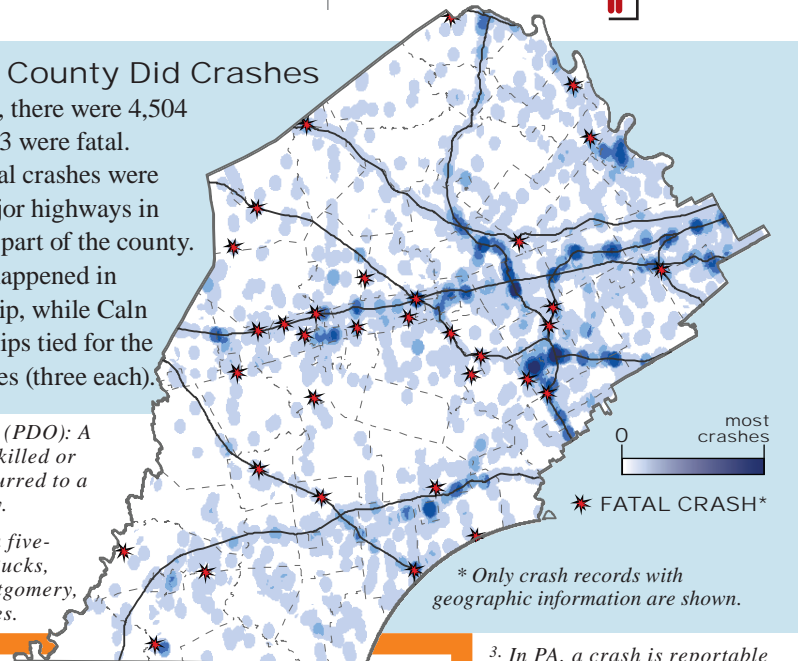 County Did Crashes
, there were 4,504
3 were fatal.
al crashes were
jor highways in
part of the county.
happened in
ip, while Caln
ips tied for the
es (three each).
(PDO): A
killed or
urred to a
y.
five-
ucks,
tgomery,
es.
0
most
crashes
FATAL CRASH*
* Only crash records with
geographic information are shown.
3. In PA, a crash is reportable